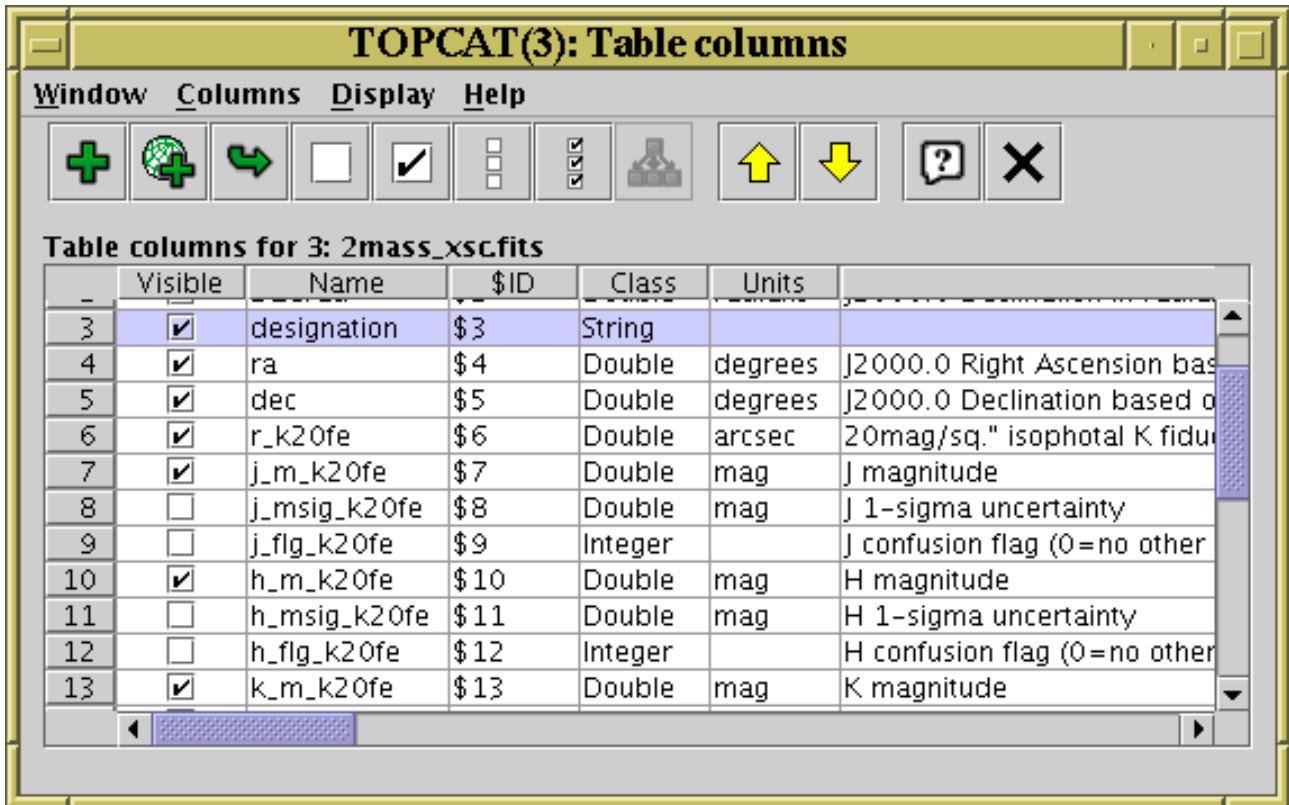 TOPCAT(3): Table columns
Window Columns Display Help
Table columns for 3: 2mass_xsc.fits
Visible Name $ID Class Units
3 designation $3 String
4 ra $4 Double degrees J2000.0 Right Ascension bas
5 dec $5 Double degrees J2000.0 Declination based o
6 r_k20fe $6 Double arcsec 20mag/sq." isophotal K fidu
7 j_m_k20fe $7 Double mag J magnitude
8 j_msig_k20fe $8 Double mag J 1-sigma uncertainty
9 j_flg_k20fe $9 Integer J confusion flag (0=no other
10 h_m_k20fe $10 Double mag H magnitude
11 h_msig_k20fe $11 Double mag H 1-sigma uncertainty
12 h_flg_k20fe $12 Integer H confusion flag (0=no other
13 k_m_k20fe $13 Double mag K magnitude